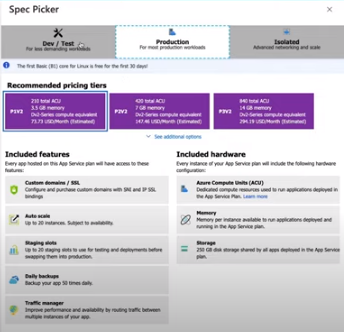 Spec Picker
Dev / Test
For less demanding workloads
Production
For most production workloads
Isolated
Advanced networking and scale
The first Basic (B1) core for Linux is free for the first 30 days!
Recommended pricing tiers
P1V2
210 total ACU
3.5 GB memory
Dv2-Series compute equivalent
73.73 USD/Month (Estimated)
P2V2
420 total ACU
7 GB memory
Dv2-Series compute equivalent
147.46 USD/Month (Estimated)
P3V2
840 total ACU
14 GB memory
Dv2-Series compute equivalent
294.19 USD/Month (Estimated)
See additional options
Included features
Every app hosted on this App Service plan will have access to these
features:
Custom domains / SSL
Configure and purchase custom domains with SNI and IP SSL
bindings
Auto scale
Up to 20 instances. Subject to availability.
Staging slots
Up to 20 staging slots to use for testing and deployments before
swapping them into production.
Daily backups
Backup your app 50 times daily.
Traffic manager
Improve performance and availability by routing traffic between
multiple instances of your app.
Included hardware
Every instance of your App Service plan will include the following hardware
configuration:
Azure Compute Units (ACU)
Dedicated compute resources used to run applications deployed in
the App Service Plan. Learn more
Memory
Memory per instance available to run applications deployed and
running in the App Service plan.
Storage
250 GB disk storage shared by all apps deployed in the App Service
plan.